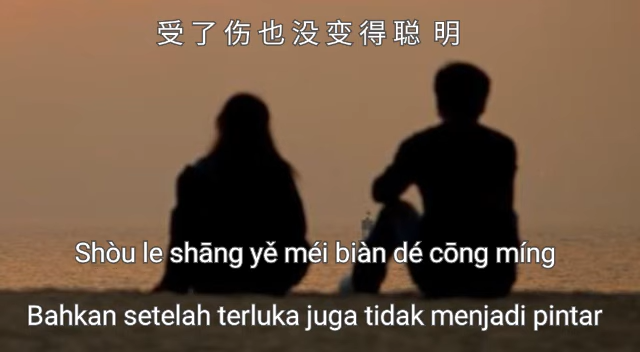 受了伤也没变得聪 明
Shòu le shāng yě méi biàn dé cōng míng
Bahkan setelah terluka juga tidak menjadi pintar